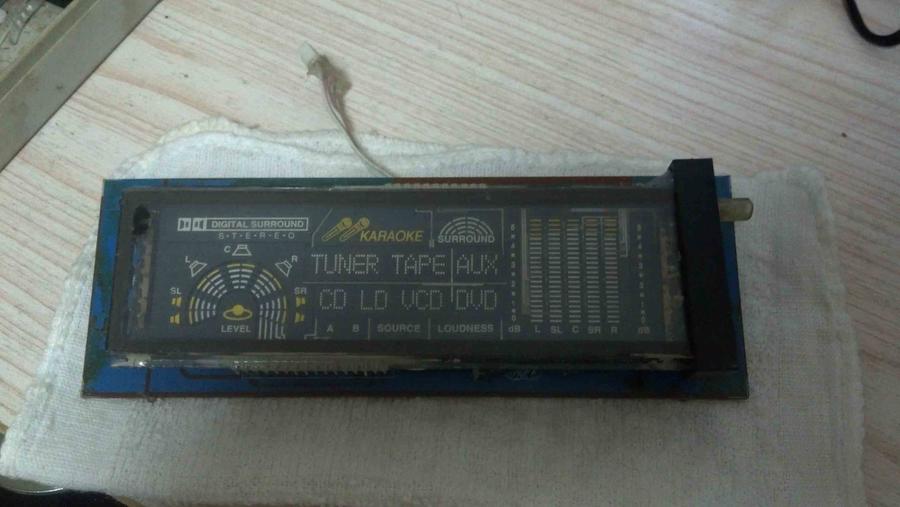 DIGITAL SURROUND
S·T·E·R·E·O
KARAOKE
SURROUND
C
L R
SL SR
LEVEL
TUNER TAPE AUX
CD LD VCD DVD
A B SOURCE LOUDNESS
dB L SL C SR R dB